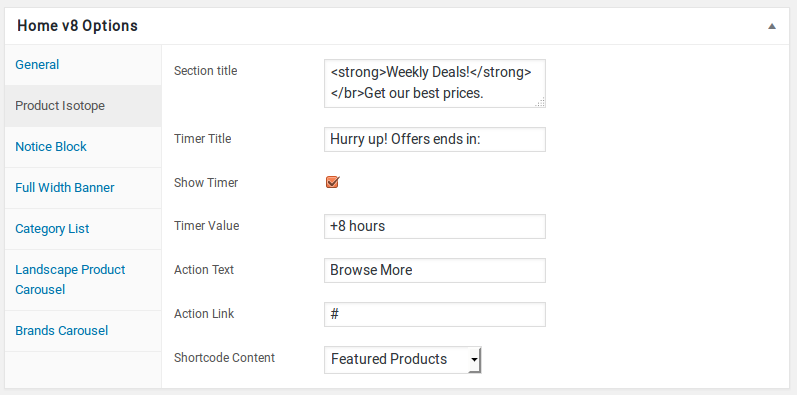 Home v8 Options
General
Product Isotope
Notice Block
Full Width Banner
Category List
Landscape Product
Carousel
Brands Carousel
Section title
<strong>Weekly Deals!</strong>
</br>Get our best prices.
Timer Title
Hurry up! Offers ends in:
Show Timer
Timer Value
+8 hours
Action Text
Browse More
Action Link
#
Shortcode Content
Featured Products